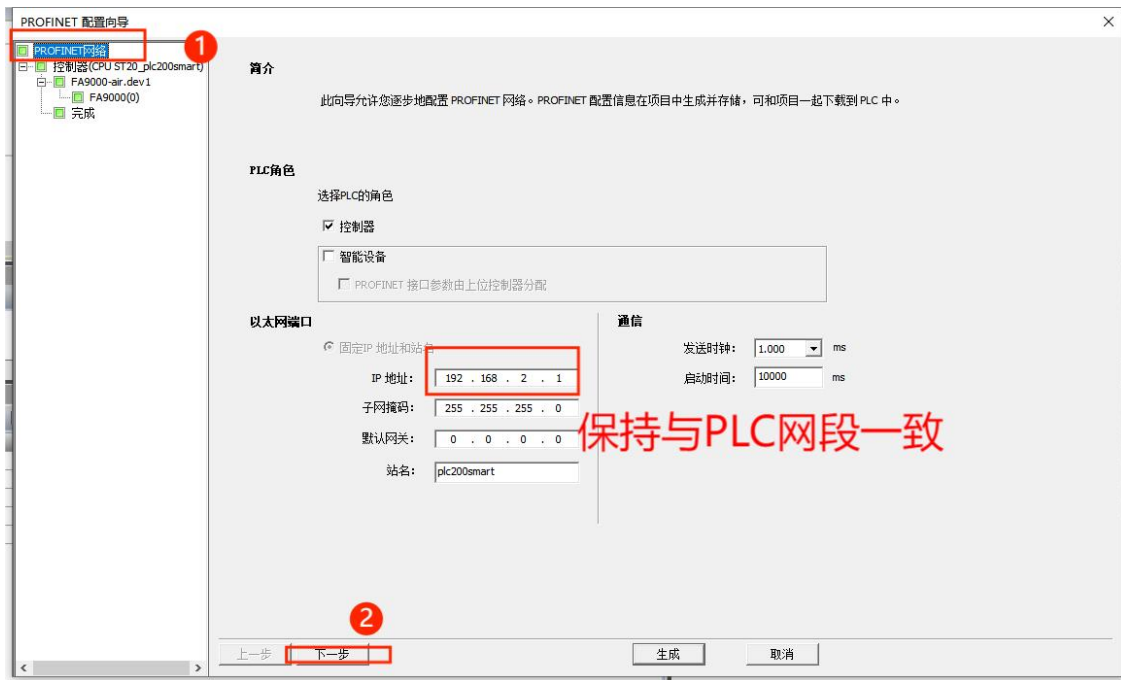 PROFINET 配置向导
1
PROFINET网络
控制器(CPU ST20_plc200smart)
FA9000-air.dev1
FA9000(0)
完成
简介
此向导允许您逐步地配置 PROFINET 网络。PROFINET 配置信息在项目中生成并存储，可和项目一起下载到 PLC 中。
PLC角色
选择PLC的角色
控制器
智能设备
PROFINET 接口参数由上位控制器分配
以太网端口
固定IP 地址和站名
IP 地址: 192 . 168 . 2 . 1
子网掩码: 255 . 255 . 255 . 0
默认网关: 0 . 0 . 0 . 0
站名: plc200smart
通信
发送时钟: 1.000 ms
启动时间: 10000 ms
保持与PLC网段一致
2
上一步 下一步 生成 取消